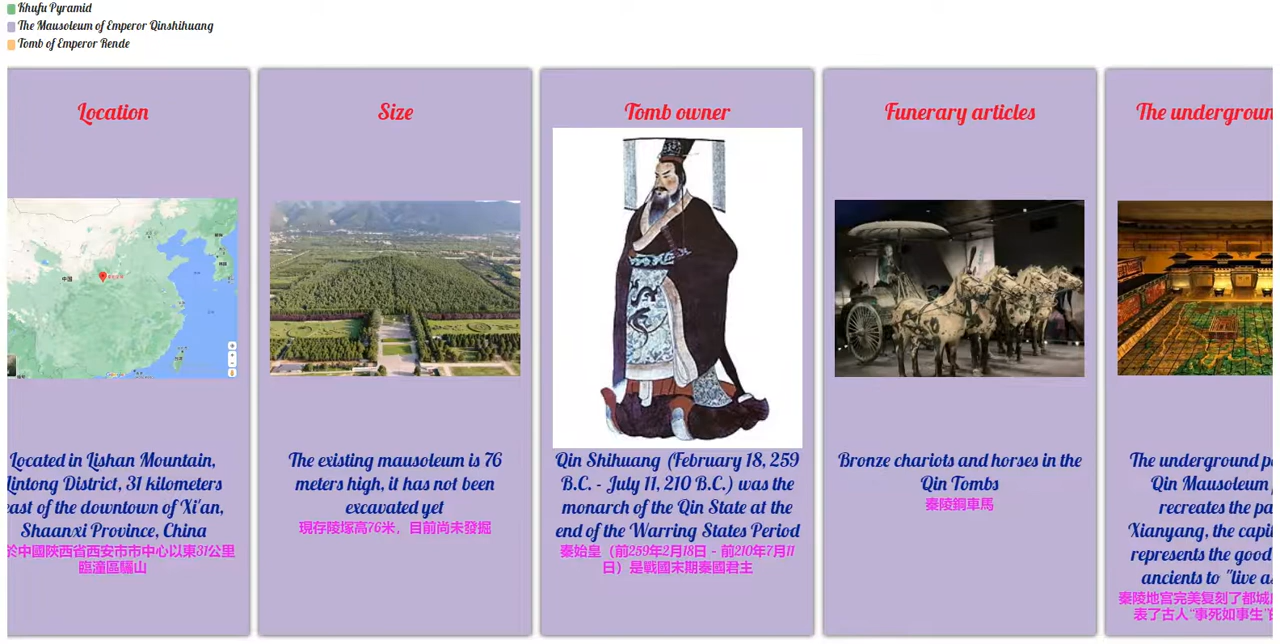 Khufu Pyramid
The Mausoleum of Emperor Qinshihuang
Tomb of Emperor Rende
Location
Located in Lishan Mountain,
Lintong District, 31 kilometers
east of the downtown of Xi'an,
Shaanxi Province, China
於中國陝西省西安市市中心以東31公里
臨潼區驪山
Size
The existing mausoleum is 76
meters high, it has not been
excavated yet
現存陵塚高76米，目前尚未發掘
Tomb owner
Qin Shihuang (February 18, 259
B.C. - July 11, 210 B.C.) was the
monarch of the Qin State at the
end of the Warring States Period
秦始皇（前259年2月18日 - 前210年7月11
日）是戰國末期秦國君主
Funerary articles
Bronze chariots and horses in the
Qin Tombs
秦陵銅車馬
The undergroun
The underground p
Qin Mausoleum
recreates the pa
Xianyang, the capi
represents the good
ancients to "live a
秦陵地宮完美复刻了都城
表了古人“事死如事生”